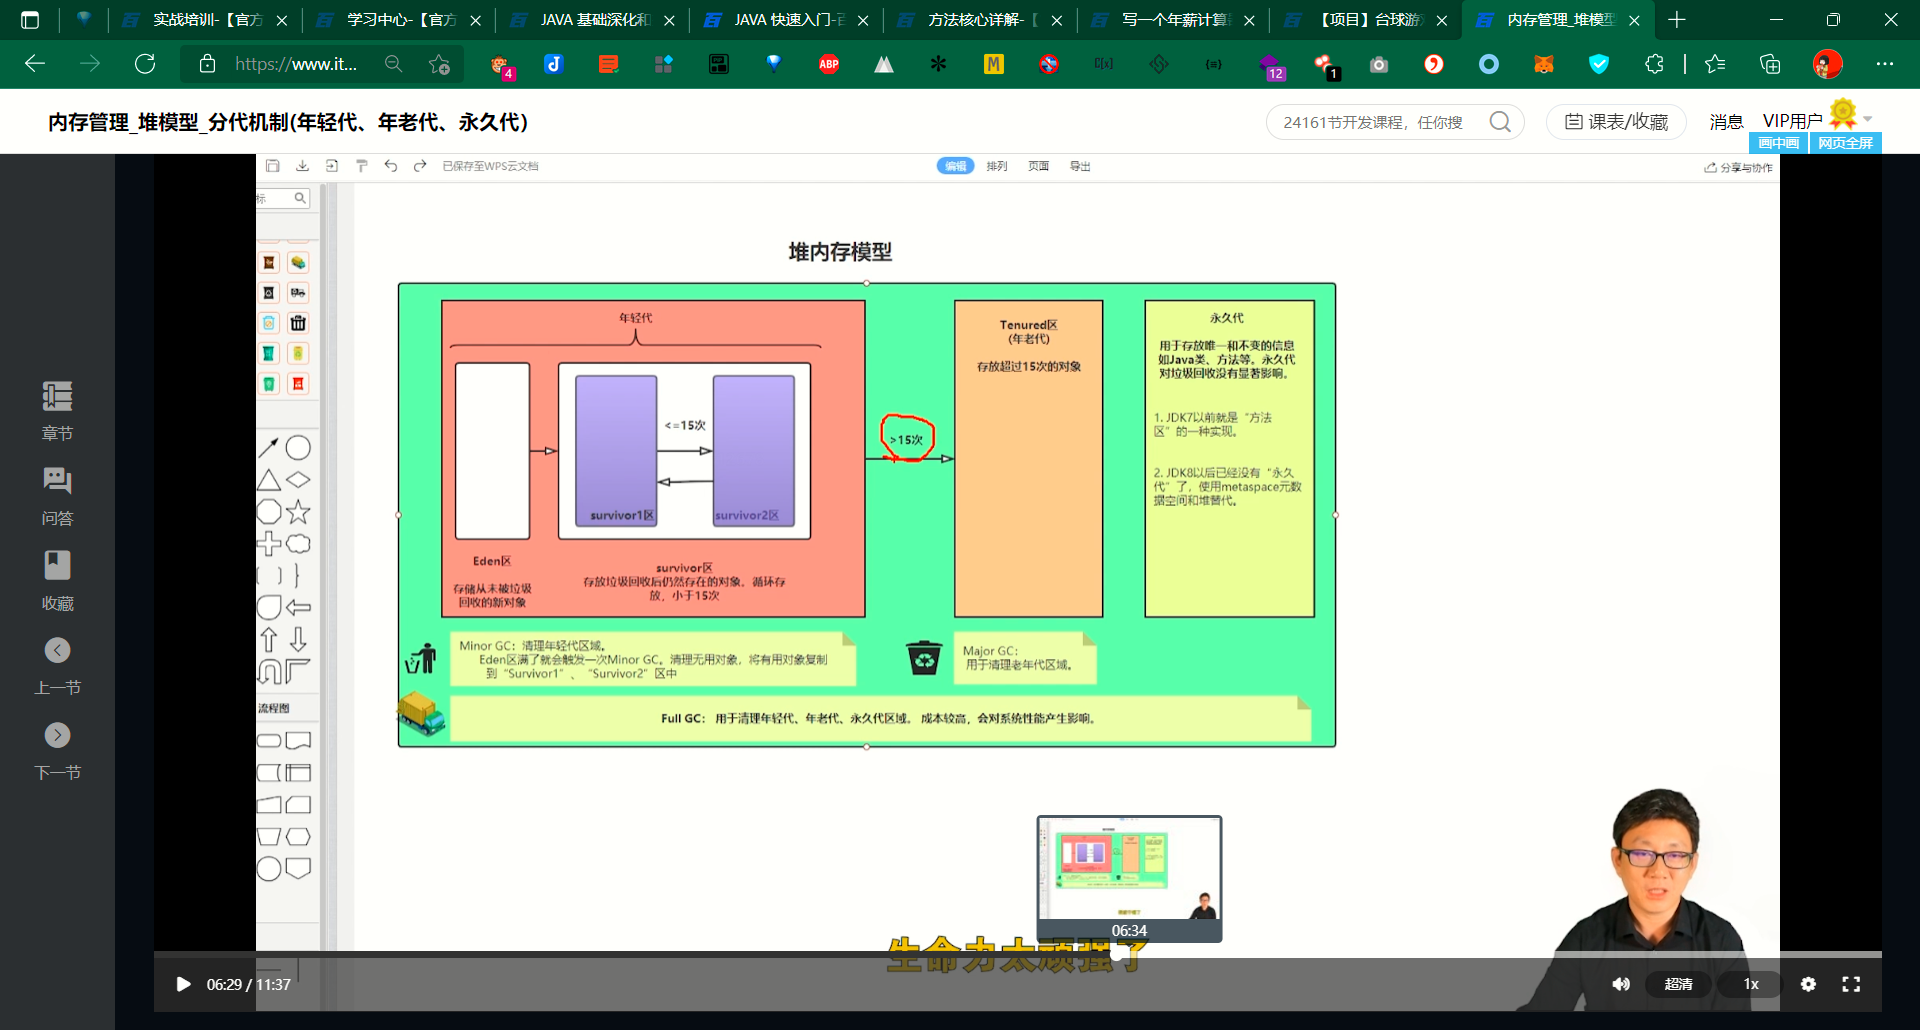 实战培训-【官方
学习中心-【官方
JAVA 基础深化和
JAVA 快速入门-百
方法核心详解-【
写一个年薪计算
【项目】台球游
内存管理_堆模型
https://www.it...
4
ABP
M
12
1
内存管理_堆模型_分代机制(年轻代、年老代、永久代)
24161节开发课程，任你搜
课表/收藏
消息
VIP用户
画中画
网页全屏
已保存至WPS云文档
编辑
排列
页面
导出
分享与协作
标
章节
问答
收藏
上一节
下一节
流程图
堆内存模型
年轻代
<=15次
survivor1区
survivor2区
Eden区
存储从未被垃圾
回收的新对象
survivor区
存放垃圾回收后仍然存在的对象，循环存
放，小于15次
>15次
Tenured区
(年老代)
存放超过15次的对象
永久代
用于存放唯一和不变的信息
如Java类、方法等。永久代
对垃圾回收没有显著影响。
1. JDK7以前就是“方法
区”的一种实现。
2. JDK8以后已经没有“永久
代”了，使用metaspace元数
据空间和堆替代。
Minor GC：清理年轻代区域。
Eden区满了就会触发一次Minor GC。清理无用对象，将有用对象复制
到“Survivor1”、“Survivor2”区中
Major GC:
用于清理老年代区域。
Full GC： 用于清理年轻代、年老代、永久代区域。 成本较高，会对系统性能产生影响。
06:34
生命力太顽强了
06:29 / 11:37
超清
1x